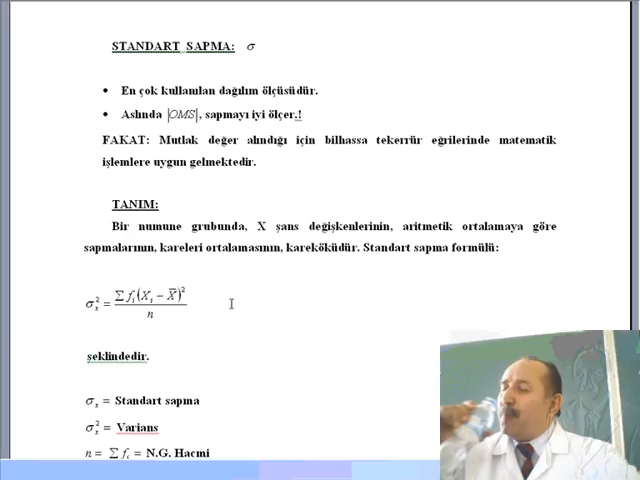 STANDART SAPMA: σ
• En çok kullanılan dağılım ölçüsüdür.
• Aslında |OMS|, sapmayı iyi ölçer.!
FAKAT: Mutlak değer alındığı için bilhassa tekerrür eğrilerinde matematik
işlemlere uygun gelmektedir.
TANIM:
Bir numune grubunda, X şans değişkenlerinin, aritmetik ortalamaya göre
sapmalarının, kareleri ortalamasının, kareköküdür. Standart sapma formülü:
σₓ² = ∑ fᵢ(Xᵢ − X̅)² / n
şeklindedir.
σₓ = Standart sapma
σₓ² = Varians
n = ∑ fᵢ = N.G. Hacmi